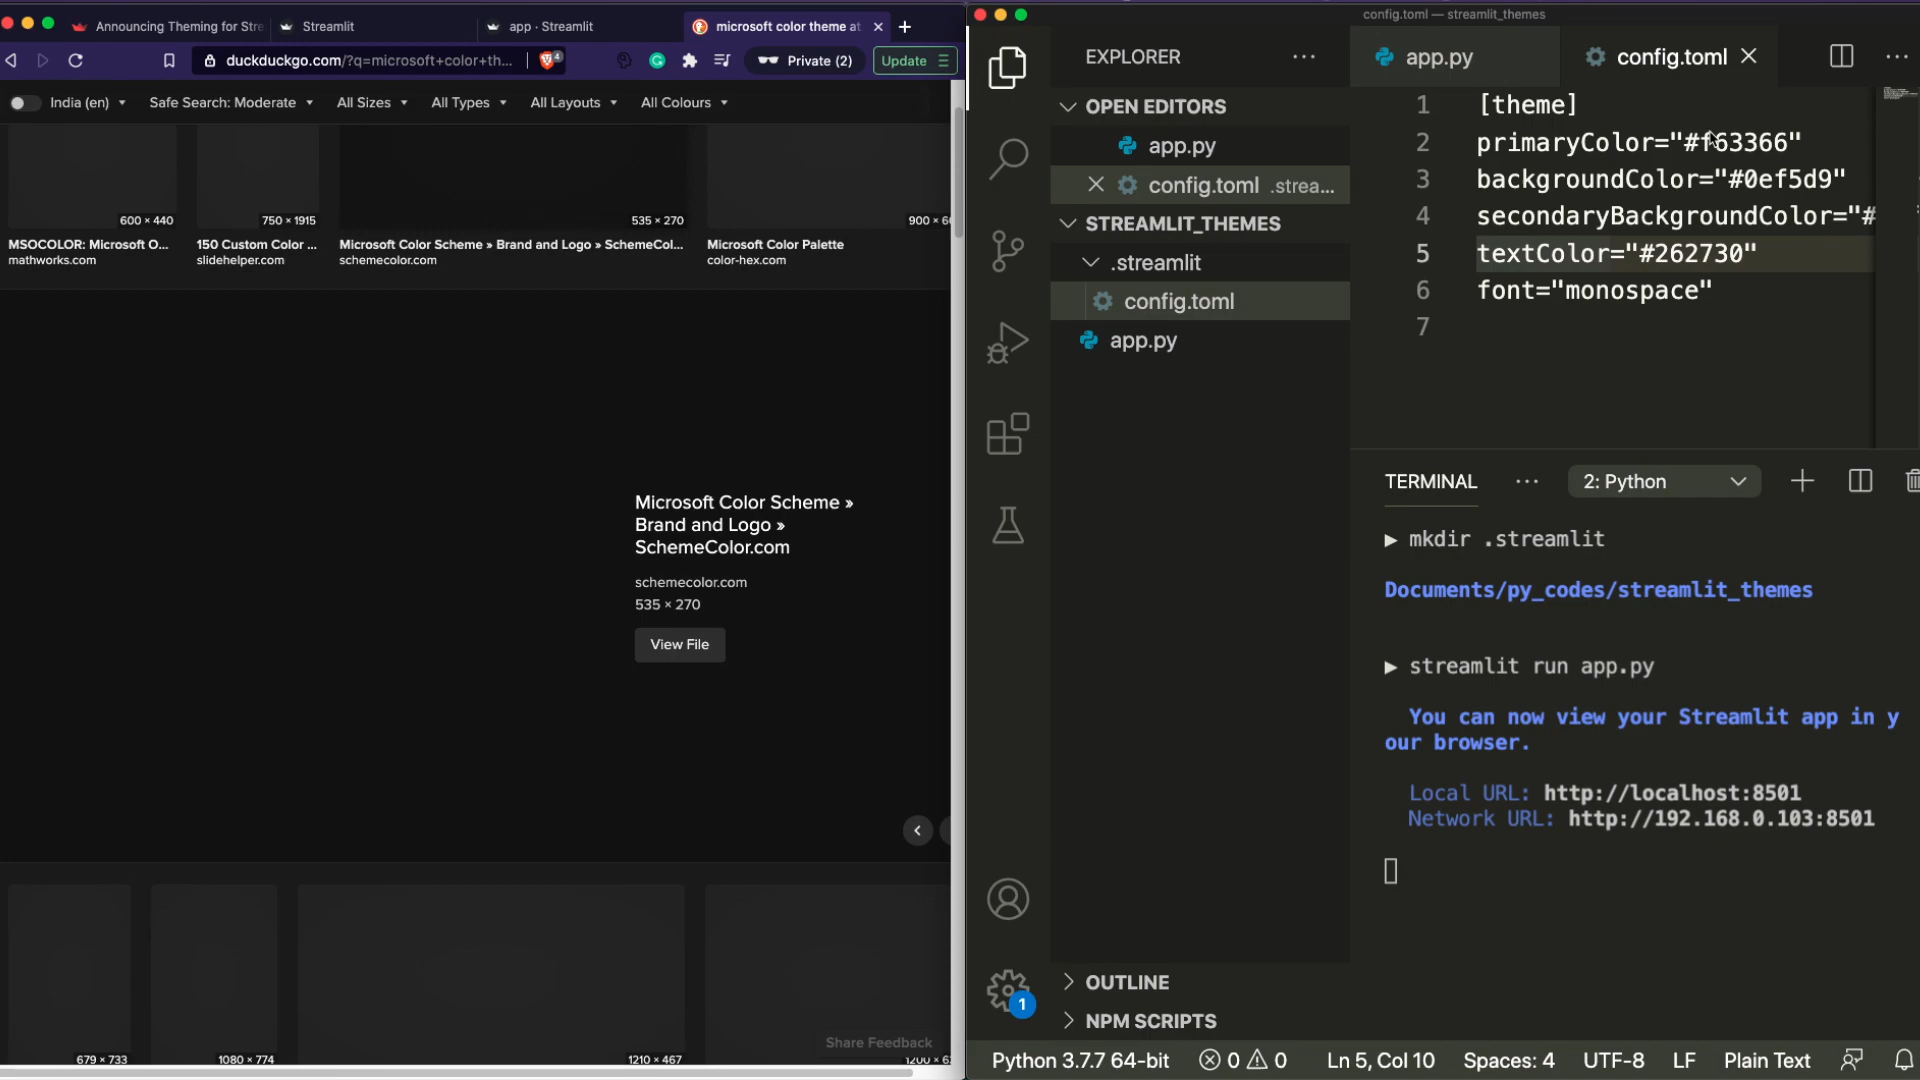 Announcing Theming for Stre
Streamlit
app · Streamlit
microsoft color theme at
duckduckgo.com/?q=microsoft+color+th...
4
Private (2)
Update
India (en)
Safe Search: Moderate
All Sizes
All Types
All Layouts
All Colours
600 × 440
750 × 1915
535 × 270
900 × 60
MSOCOLOR: Microsoft O...
mathworks.com
150 Custom Color ...
slidehelper.com
Microsoft Color Scheme » Brand and Logo » SchemeCol...
schemecolor.com
Microsoft Color Palette
color-hex.com
Microsoft Color Scheme »
Brand and Logo »
SchemeColor.com
schemecolor.com
535 × 270
View File
Share Feedback
679 × 733
1080 × 774
1210 × 467
config.toml — streamlit_themes
EXPLORER
OPEN EDITORS
app.py
config.toml .strea...
STREAMLIT_THEMES
.streamlit
config.toml
app.py
OUTLINE
NPM SCRIPTS
1
app.py
config.toml
1 [theme]
2 primaryColor="#f63366"
3 backgroundColor="#0ef5d9"
4 secondaryBackgroundColor="#
5 textColor="#262730"
6 font="monospace"
7
TERMINAL
2: Python
mkdir .streamlit
Documents/py_codes/streamlit_themes
streamlit run app.py
You can now view your Streamlit app in y
our browser.
Local URL: http://localhost:8501
Network URL: http://192.168.0.103:8501
Python 3.7.7 64-bit
0
0
Ln 5, Col 10
Spaces: 4
UTF-8
LF
Plain Text